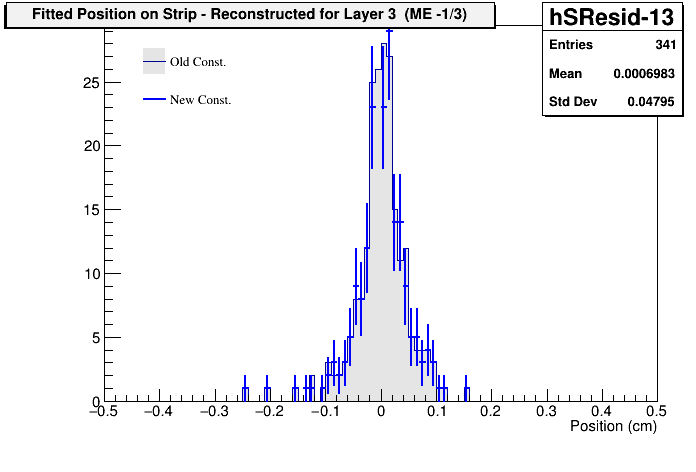 Fitted Position on Strip - Reconstructed for Layer 3 (ME -1/3)
hSResid-13
Entries 341
Mean 0.0006983
Std Dev 0.04795
Old Const.
New Const.
25
20
15
10
5
0
−0.5 −0.4 −0.3 −0.2 −0.1 0 0.1 0.2 0.3 0.4 0.5
Position (cm)